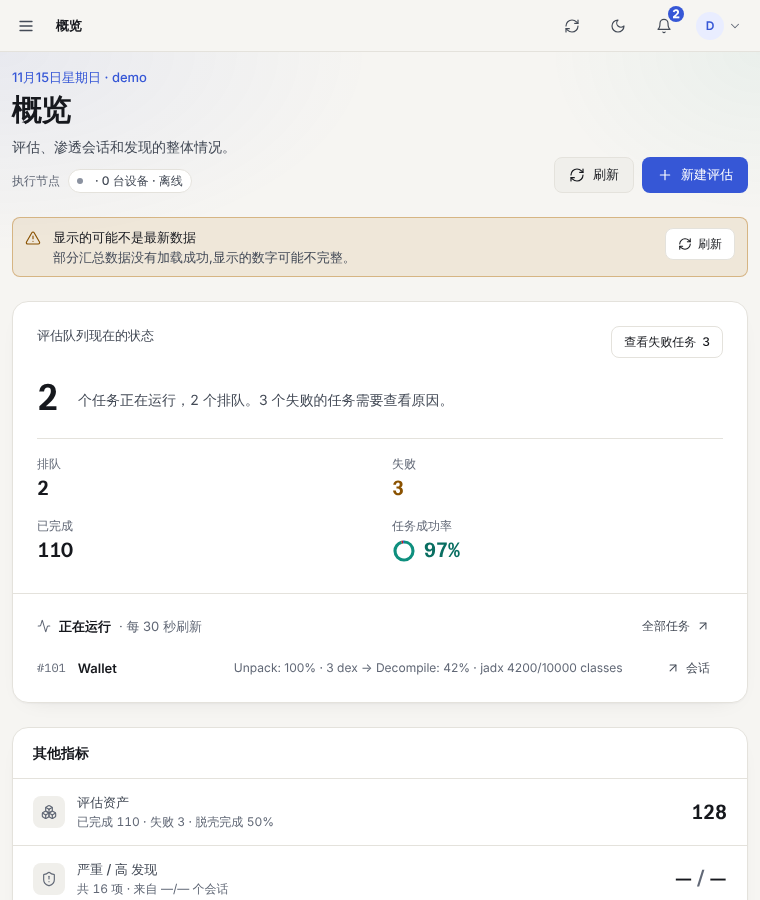 概览
2
D
11月15日星期日 · demo
概览
评估、渗透会话和发现的整体情况。
执行节点 · 0 台设备 · 离线
刷新
新建评估
显示的可能不是最新数据
部分汇总数据没有加载成功,显示的数字可能不完整。
刷新
评估队列现在的状态
查看失败任务 3
2 个任务正在运行，2 个排队。3 个失败的任务需要查看原因。
排队
2
失败
3
已完成
110
任务成功率
97%
正在运行 · 每 30 秒刷新
全部任务
#101 Wallet Unpack: 100% · 3 dex → Decompile: 42% · jadx 4200/10000 classes 会话
其他指标
评估资产
已完成 110 · 失败 3 · 脱壳完成 50%
128
严重 / 高 发现
共 16 项 · 来自 —/— 个会话
— / —